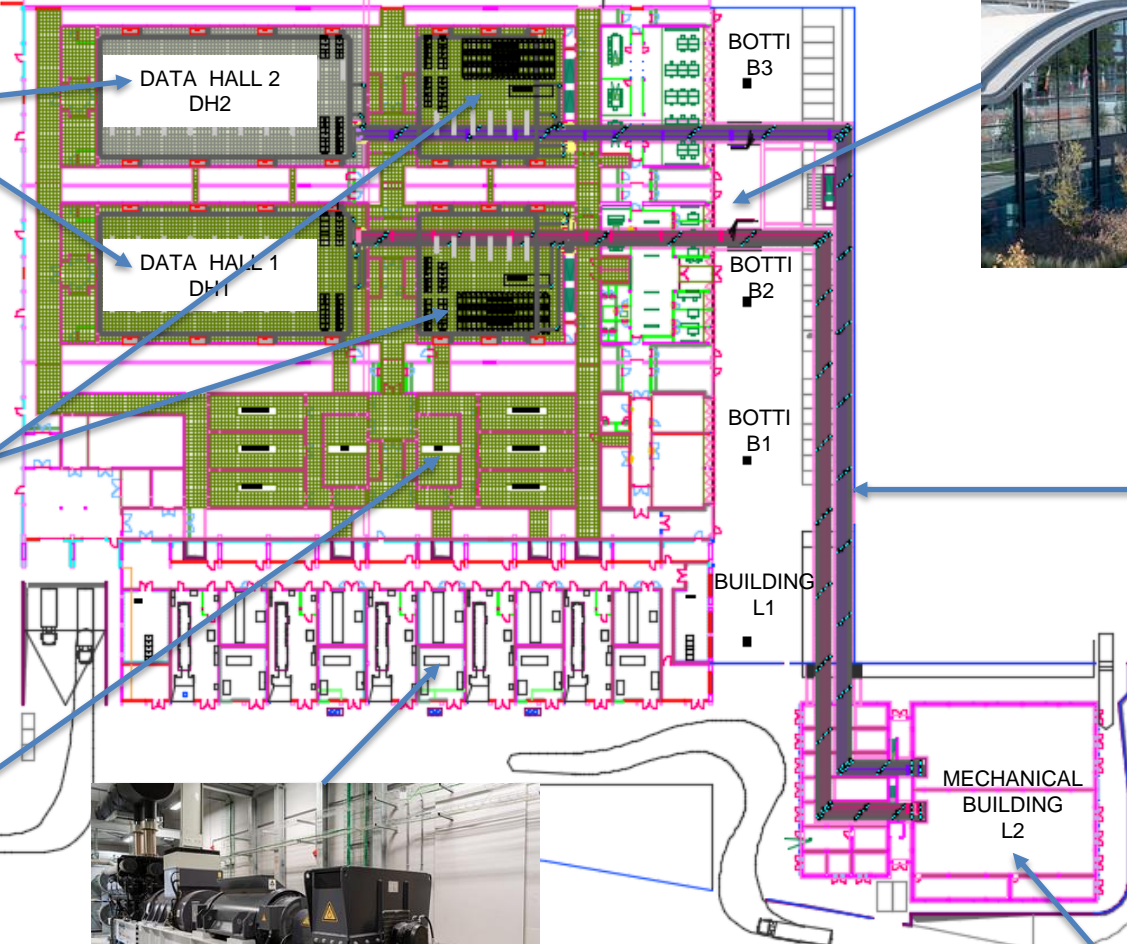 DATA HALL 2
DH2
BOTTI
B3
DATA HALL 1
DH1
BOTTI
B2
BOTTI
B1
BUILDING
L1
MECHANICAL
BUILDING
L2